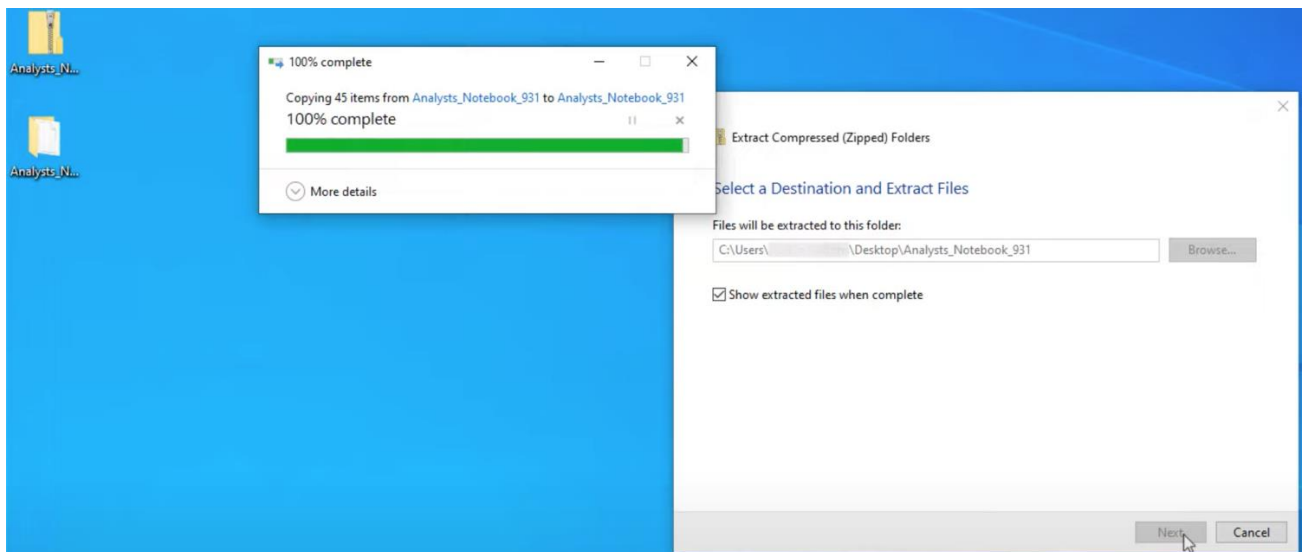 Analysts_N...
Analysts_N...
100% complete
Copying 45 items from Analysts_Notebook_931 to Analysts_Notebook_931
100% complete
More details
Extract Compressed (Zipped) Folders
Select a Destination and Extract Files
Files will be extracted to this folder:
C:\Users\ \Desktop\Analysts_Notebook_931
Browse...
Show extracted files when complete
Next
Cancel